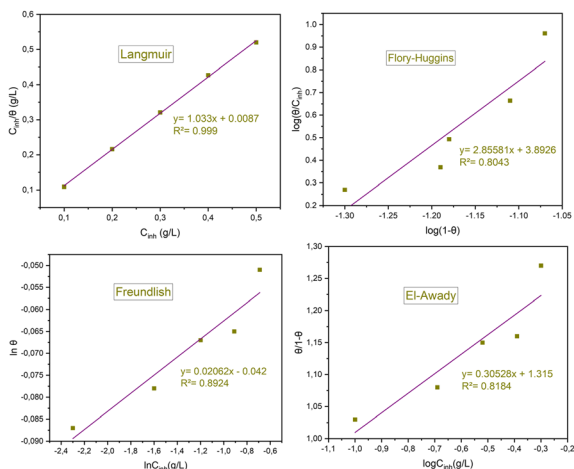 0,6
0,5
0,4
0,3
0,2
0,1
C_inh/θ (g/L)
Langmuir
y= 1.033x + 0.0087
R²= 0.999
0,1 0,2 0,3 0,4 0,5
C_inh (g/L)
1.0
0.9
0.8
0.7
0.6
0.5
0.4
0.3
0.2
log(θ/C_inh)
Flory-Huggins
y= 2.85581x + 3.8926
R²= 0.8043
-1.30 -1.25 -1.20 -1.15 -1.10 -1.05
log(1-θ)
-0,050
-0,055
-0,060
-0,065
-0,070
-0,075
-0,080
-0,085
-0,090
ln θ
Freundlish
y= 0.02062x - 0.042
R²= 0.8924
-2,4 -2,2 -2,0 -1,8 -1,6 -1,4 -1,2 -1,0 -0,8 -0,6
lnC_inh(g/L)
1,30
1,25
1,20
1,15
1,10
1,05
1,00
θ/1-θ
El-Awady
y= 0.30528x + 1.315
R²= 0.8184
-1,0 -0,9 -0,8 -0,7 -0,6 -0,5 -0,4 -0,3 -0,2
logC_inh(g/L)